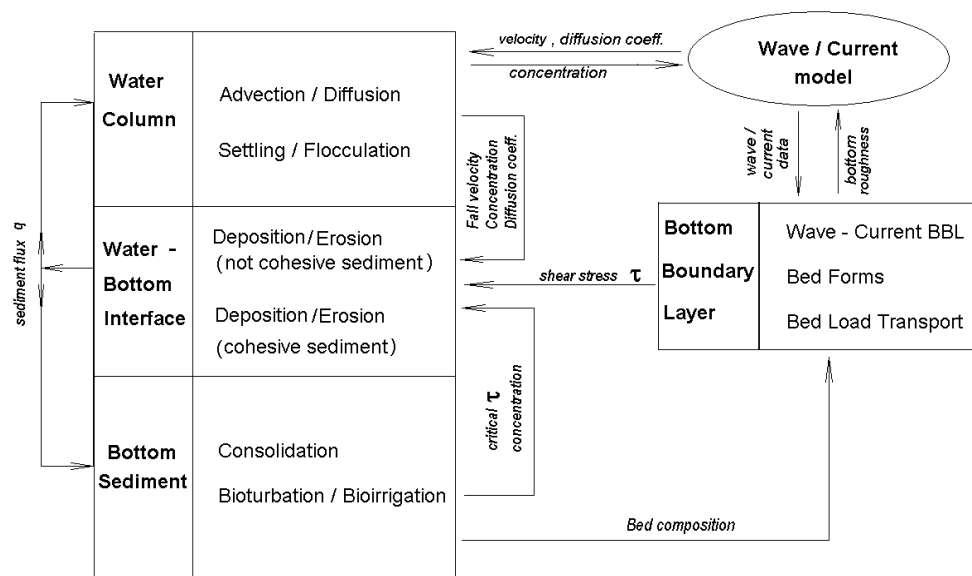 velocity , diffusion coeff.
concentration
Wave / Current
model
Water
Column
Advection / Diffusion
Settling / Flocculation
Fall velocity
Concentration
Diffusion coeff.
wave /
current
data
bottom
roughness
sediment flux q
Water -
Bottom
Interface
Deposition/Erosion
(not cohesive sediment)
Deposition/Erosion
(cohesive sediment)
shear stress τ
Bottom
Boundary
Layer
Wave - Current BBL
Bed Forms
Bed Load Transport
critical τ
concentration
Bottom
Sediment
Consolidation
Bioturbation / Bioirrigation
Bed composition